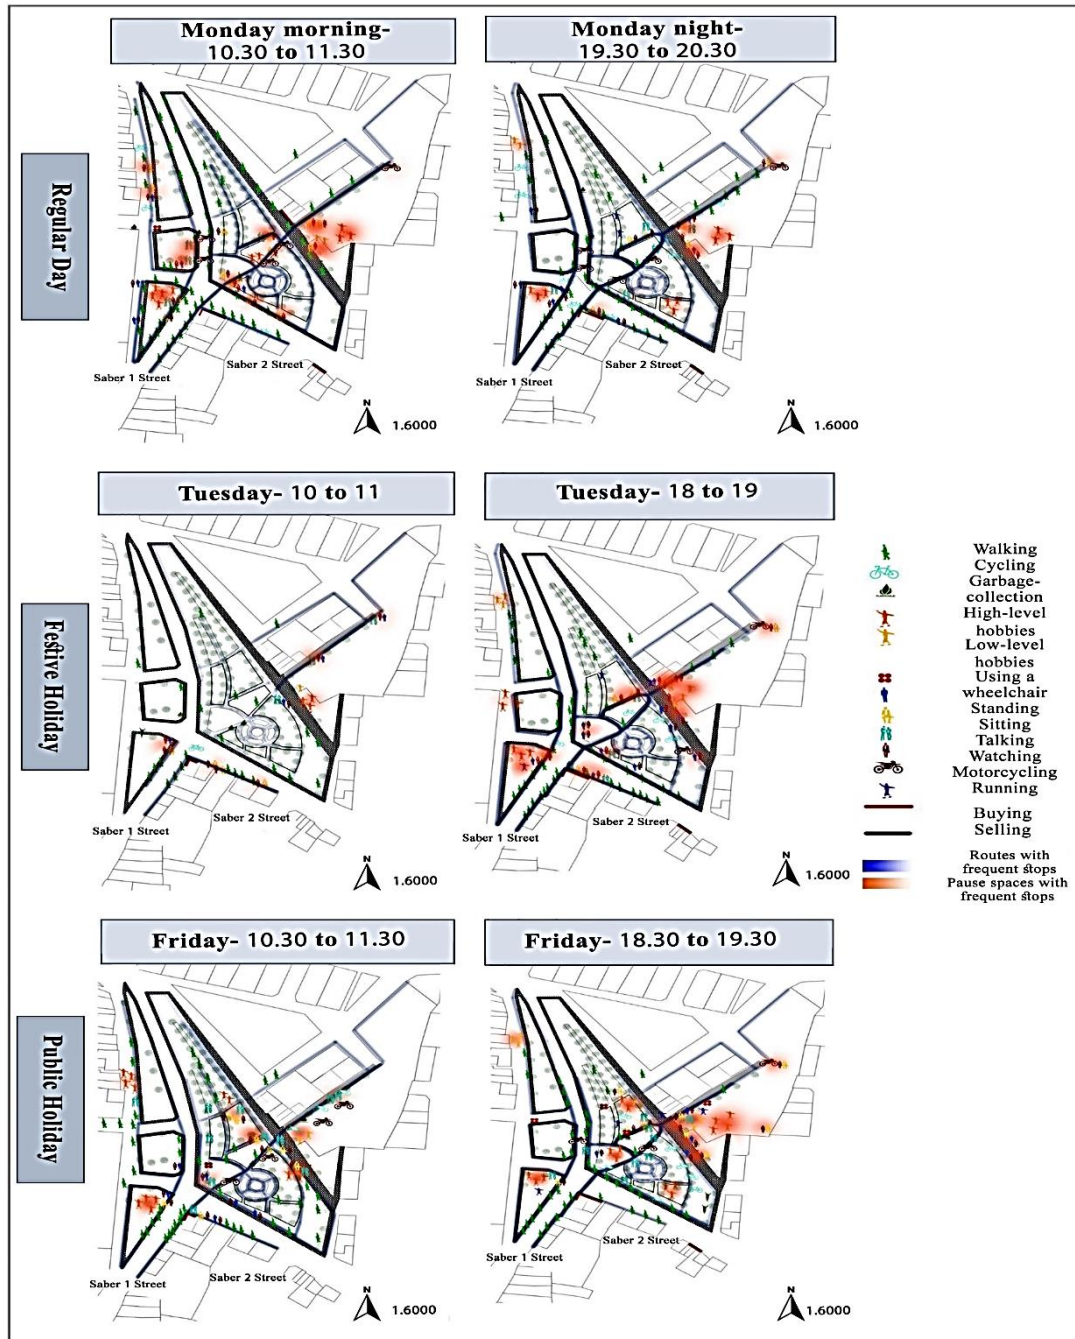 Monday morning-
10.30 to 11.30
Monday night-
19.30 to 20.30
Regular Day
Saber 1 Street
Saber 2 Street
N
1.6000
Saber 1 Street
Saber 2 Street
N
1.6000
Tuesday- 10 to 11
Tuesday- 18 to 19
Festive Holiday
Saber 1 Street
Saber 2 Street
N
1.6000
Saber 1 Street
Saber 2 Street
N
1.6000
Walking
Cycling
Garbage-
collection
High-level
hobbies
Low-level
hobbies
Using a
wheelchair
Standing
Sitting
Talking
Watching
Motorcycling
Running
Buying
Selling
Routes with
frequent stops
Pause spaces with
frequent stops
Friday- 10.30 to 11.30
Friday- 18.30 to 19.30
Public Holiday
Saber 1 Street
Saber 2 Street
N
1.6000
Saber 1 Street
Saber 2 Street
N
1.6000